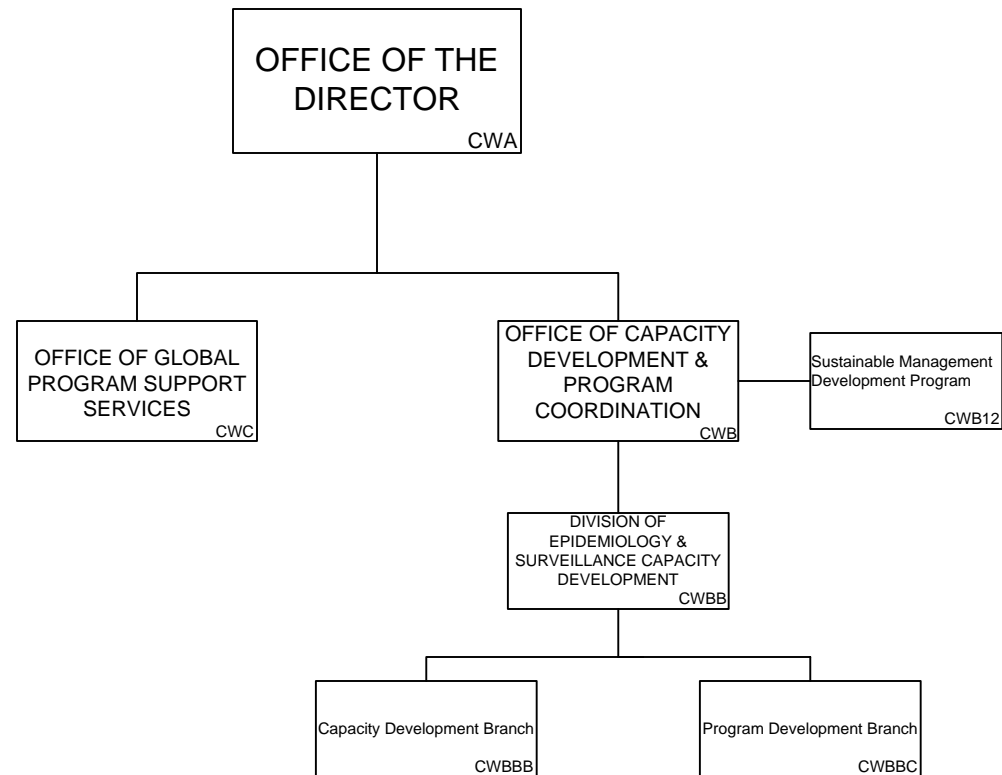 OFFICE OF THE
DIRECTOR
CWA
OFFICE OF GLOBAL
PROGRAM SUPPORT
SERVICES
CWC
OFFICE OF CAPACITY
DEVELOPMENT &
PROGRAM
COORDINATION
CWB
Sustainable Management
Development Program
CWB12
DIVISION OF
EPIDEMIOLOGY &
SURVEILLANCE CAPACITY
DEVELOPMENT
CWBB
Capacity Development Branch
CWBBB
Program Development Branch
CWBBC